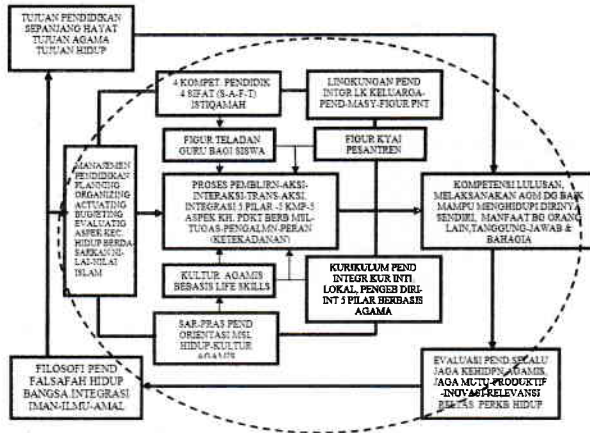 TUJUAN PENDIDIKAN
SEPANJANG HAYAT
TUJUAN AGAMA
TUJUAN HIDUP
4 KOMPET. PENDIDIK
4 SIFAT (S-A-F-T)
ISTIQAMAH
LINGKUNGAN PEND
INTGR LK KELUARGA-
PEND-MASY-FIGUR PNT
FIGUR TELADAN
GURU BAGI SISWA
FIGUR KYAI
PESANTREN
MANAJEMEN
PENDIDIKAN
PLANNING
ORGANIZING
ACTUATING
BUGJETING
EVALUATIG
ASPEK-KEC.
HIDUP BERDA-
SARKAN NI-
LAI-NILAI
ISLAM
PROSES PEMBLJRN-AKSI-
INTERAKSI-TRANS-AKSI,
INTEGRASI 5 PILAR -5 KMP-5
ASPEK KH. PDKT BERB MSL-
TUGAS-PENGALMN-PERAN
(KETEKADANAN)
KOMPETENSI LULUSAN,
MELAKSANAKAN AGM DG BAIK
MAMPU MENGHIDUPI DIRINYA
SENDIRI, MANFAAT BG ORANG
LAIN,TANGGUNG-JAWAB &
BAHAGIA
KULTUR AGAMIS
BEBASIS LIFE SKILLS
KURIKULUM PEND
INTEGR KUR INTI
LOKAL, PENGEB DIRI-
INT 5 PILAR BERBASIS
AGAMA
SAR-PRAS PEND
ORIENTASI MSL
HIDUP-KULTUR
AGAMIS
FILOSOFI PEND
FALSAFAH HIDUP
BANGSA,INTEGRASI
IMAN-ILMU-AMAL
EVALUASI PEND SELALU
JAGA KEHIDPN AGAMIS,
JAGA MUTU-PRODUKTIF
-INOVASI-RELEVANSI
PERKB HIDUP